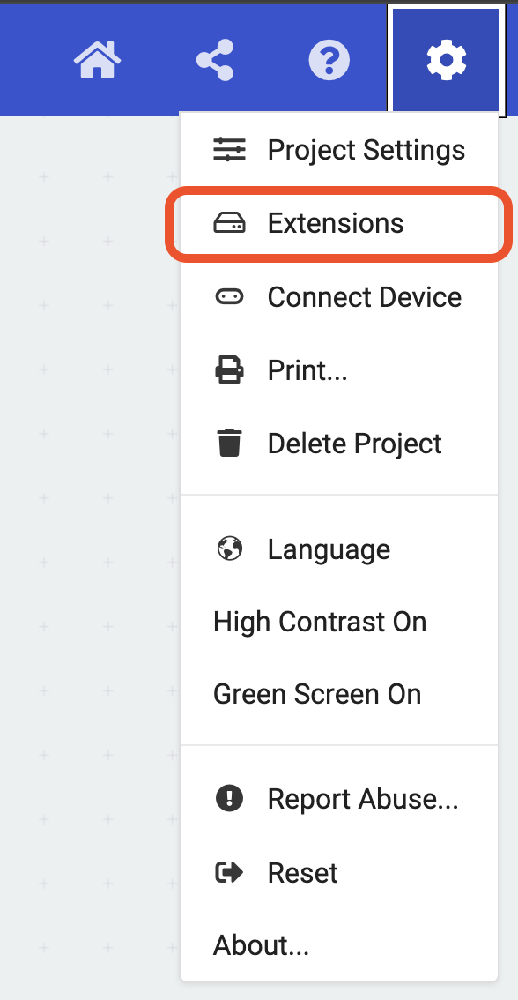 Project Settings
Extensions
Connect Device
Print...
Delete Project
Language
High Contrast On
Green Screen On
Report Abuse...
Reset
About...